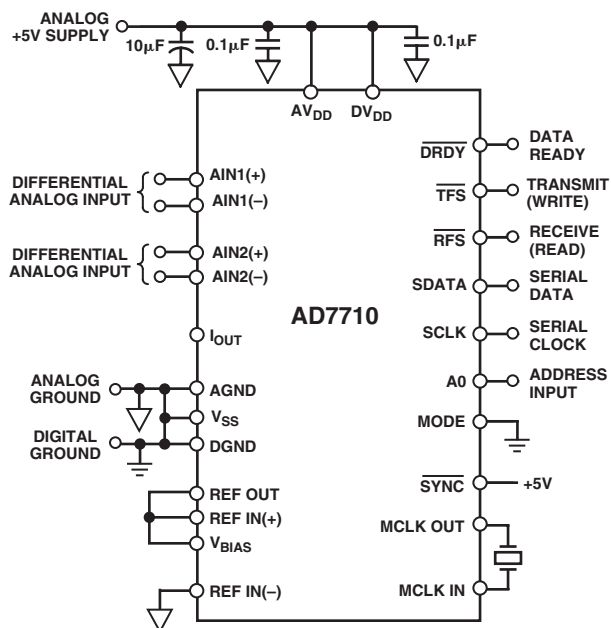 ANALOG
+5V SUPPLY
10µF
0.1µF
0.1µF
AVDD
DVDD
DRDY
DATA
READY
DIFFERENTIAL
ANALOG INPUT
AIN1(+)
AIN1(–)
TFS
TRANSMIT
(WRITE)
RFS
RECEIVE
(READ)
DIFFERENTIAL
ANALOG INPUT
AIN2(+)
AIN2(–)
SDATA
SERIAL
DATA
AD7710
IOUT
SCLK
SERIAL
CLOCK
ANALOG
GROUND
AGND
A0
ADDRESS
INPUT
VSS
MODE
DIGITAL
GROUND
DGND
REF OUT
SYNC
+5V
REF IN(+)
VBIAS
MCLK OUT
REF IN(–)
MCLK IN